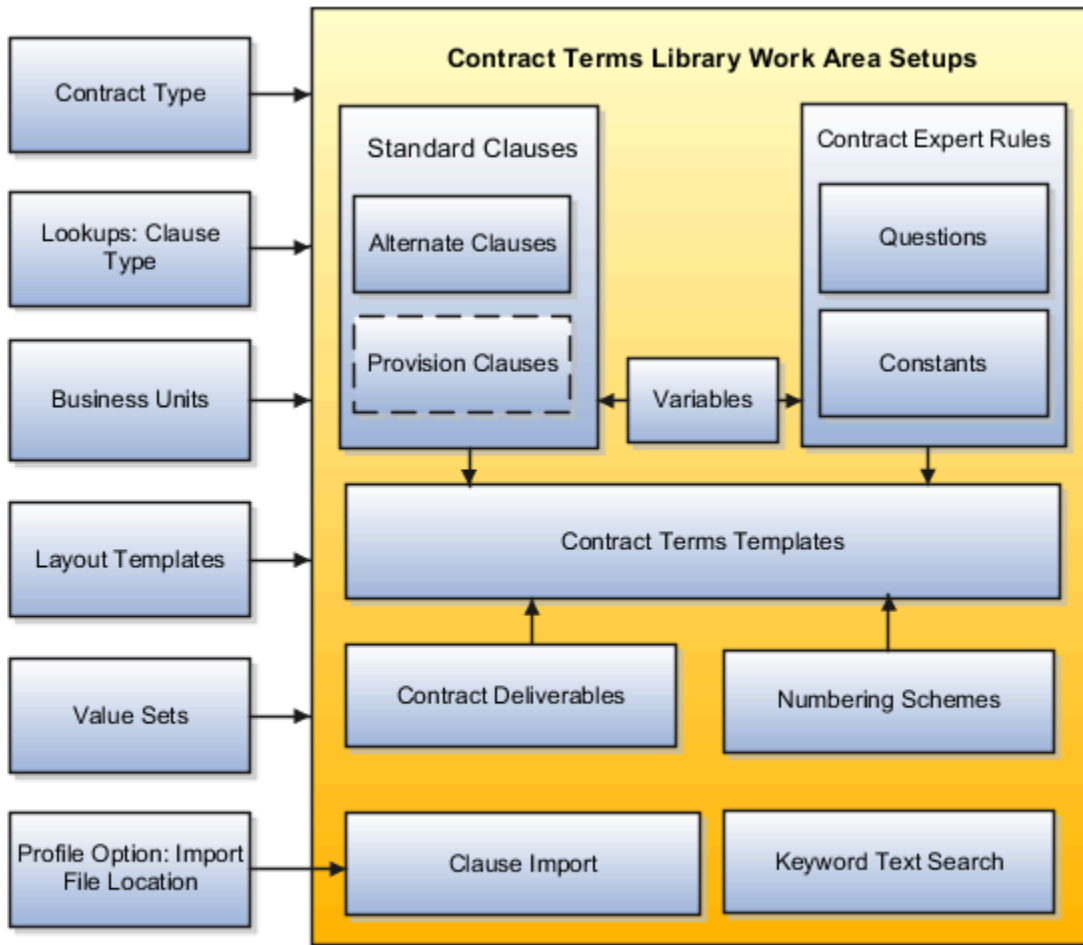 Contract Terms Library Work Area Setups
Contract Type
Lookups: Clause
Type
Business Units
Layout Templates
Value Sets
Profile Option: Import
File Location
Standard Clauses
Alternate Clauses
Provision Clauses
Variables
Contract Expert Rules
Questions
Constants
Contract Terms Templates
Contract Deliverables
Numbering Schemes
Clause Import
Keyword Text Search